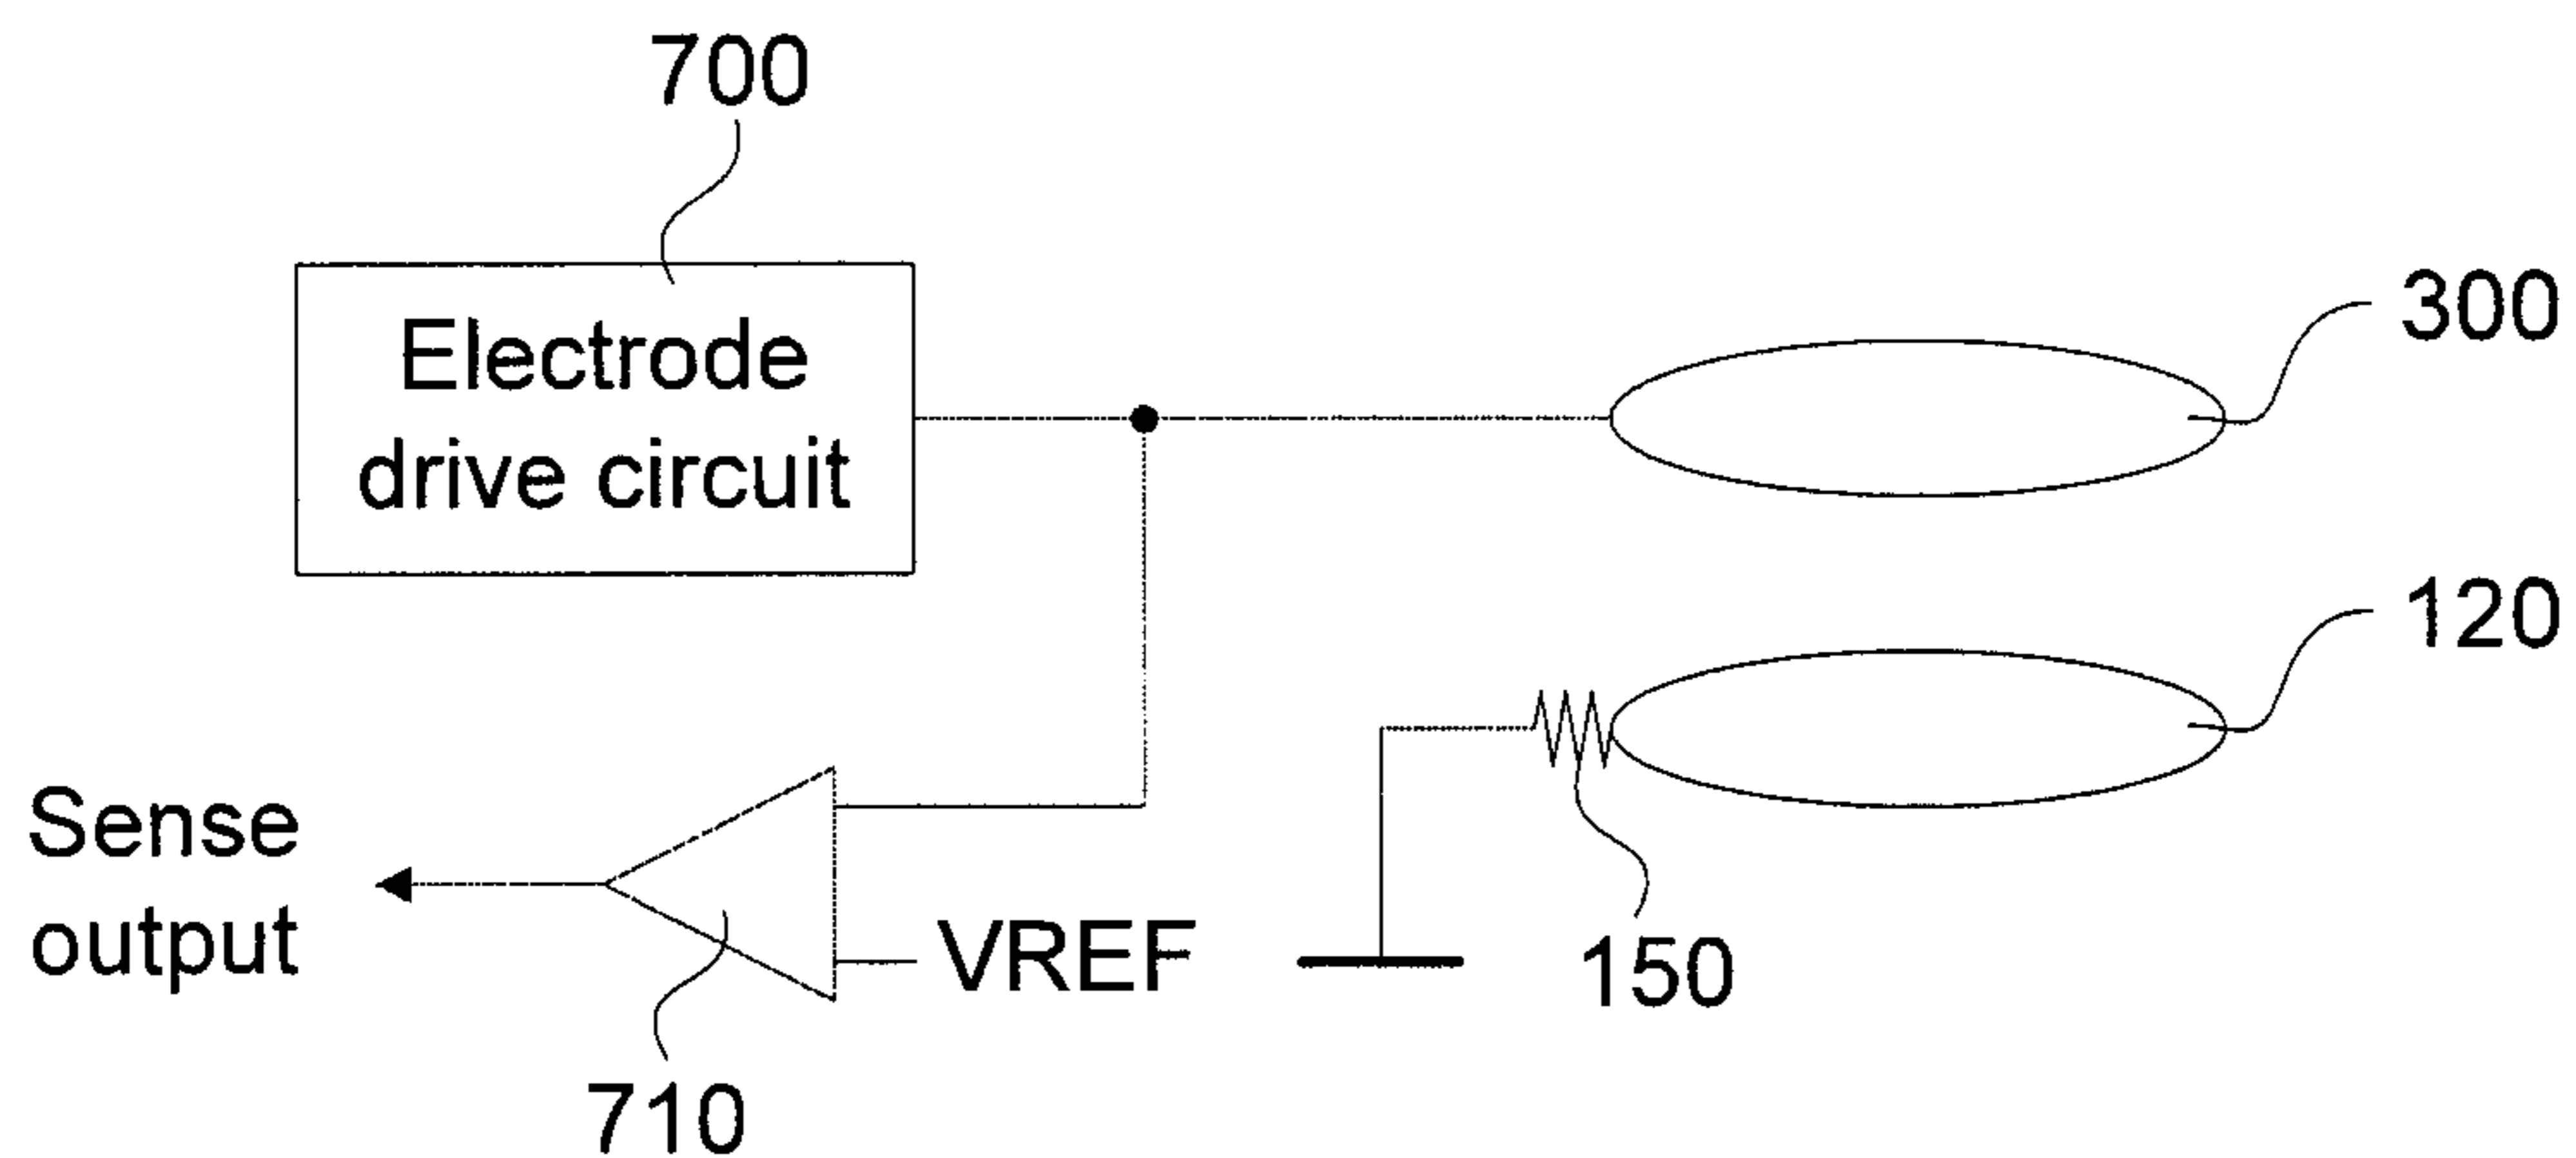 700
Electrode
drive circuit
300
120
Sense
output
VREF
150
710